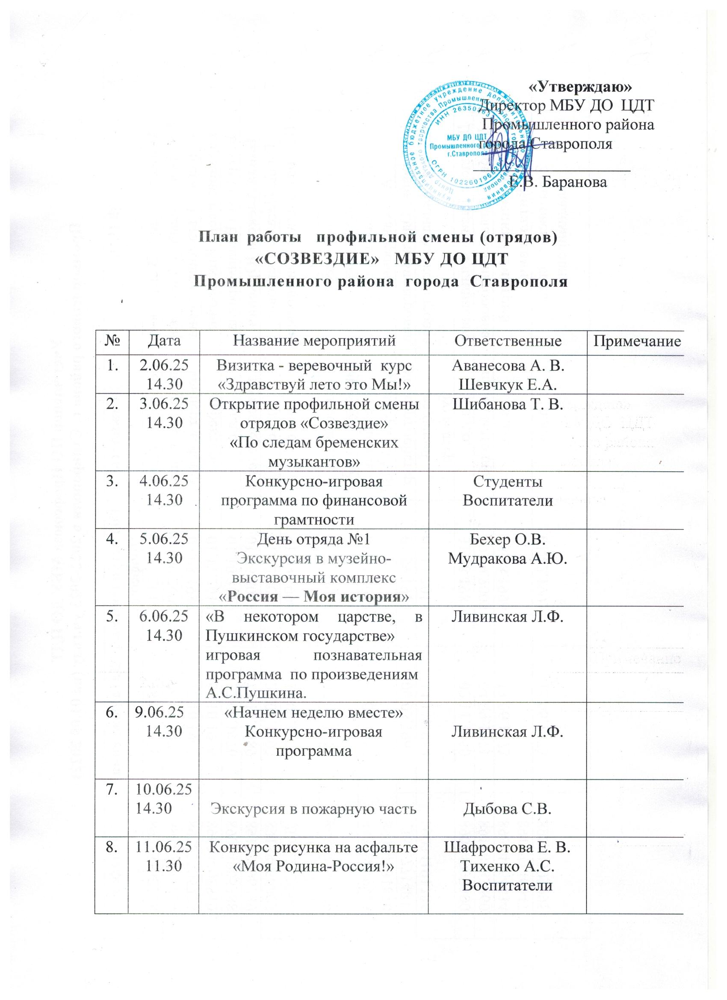 «Утверждаю»
Директор МБУ ДО ЦДТ
Промышленного района
города Ставрополя
Е.В. Баранова
МБУ ДО ЦДТ
Промышленного района
г.Ставрополя
План работы профильной смены (отрядов)
«СОЗВЕЗДИЕ» МБУ ДО ЦДТ
Промышленного района города Ставрополя
№ Дата Название мероприятий Ответственные Примечание
1. 2.06.25 Визитка - веревочный курс Аванесова А. В.
14.30 «Здравствуй лето это Мы!» Шевчкук Е.А.
2. 3.06.25 Открытие профильной смены Шибанова Т. В.
14.30 отрядов «Созвездие»
«По следам бременских
музыкантов»
3. 4.06.25 Конкурсно-игровая Студенты
14.30 программа по финансовой Воспитатели
грамтности
4. 5.06.25 День отряда №1 Бехер О.В.
14.30 Экскурсия в музейно- Мудракова А.Ю.
выставочный комплекс
«Россия — Моя история»
5. 6.06.25 «В некотором царстве, в Ливинская Л.Ф.
14.30 Пушкинском государстве»
игровая познавательная
программа по произведениям
А.С.Пушкина.
6. 9.06.25 «Начнем неделю вместе»
14.30 Конкурсно-игровая Ливинская Л.Ф.
программа
7. 10.06.25
14.30 Экскурсия в пожарную часть Дыбова С.В.
8. 11.06.25 Конкурс рисунка на асфальте Шафростова Е. В.
11.30 «Моя Родина-Россия!» Тихенко А.С.
Воспитатели